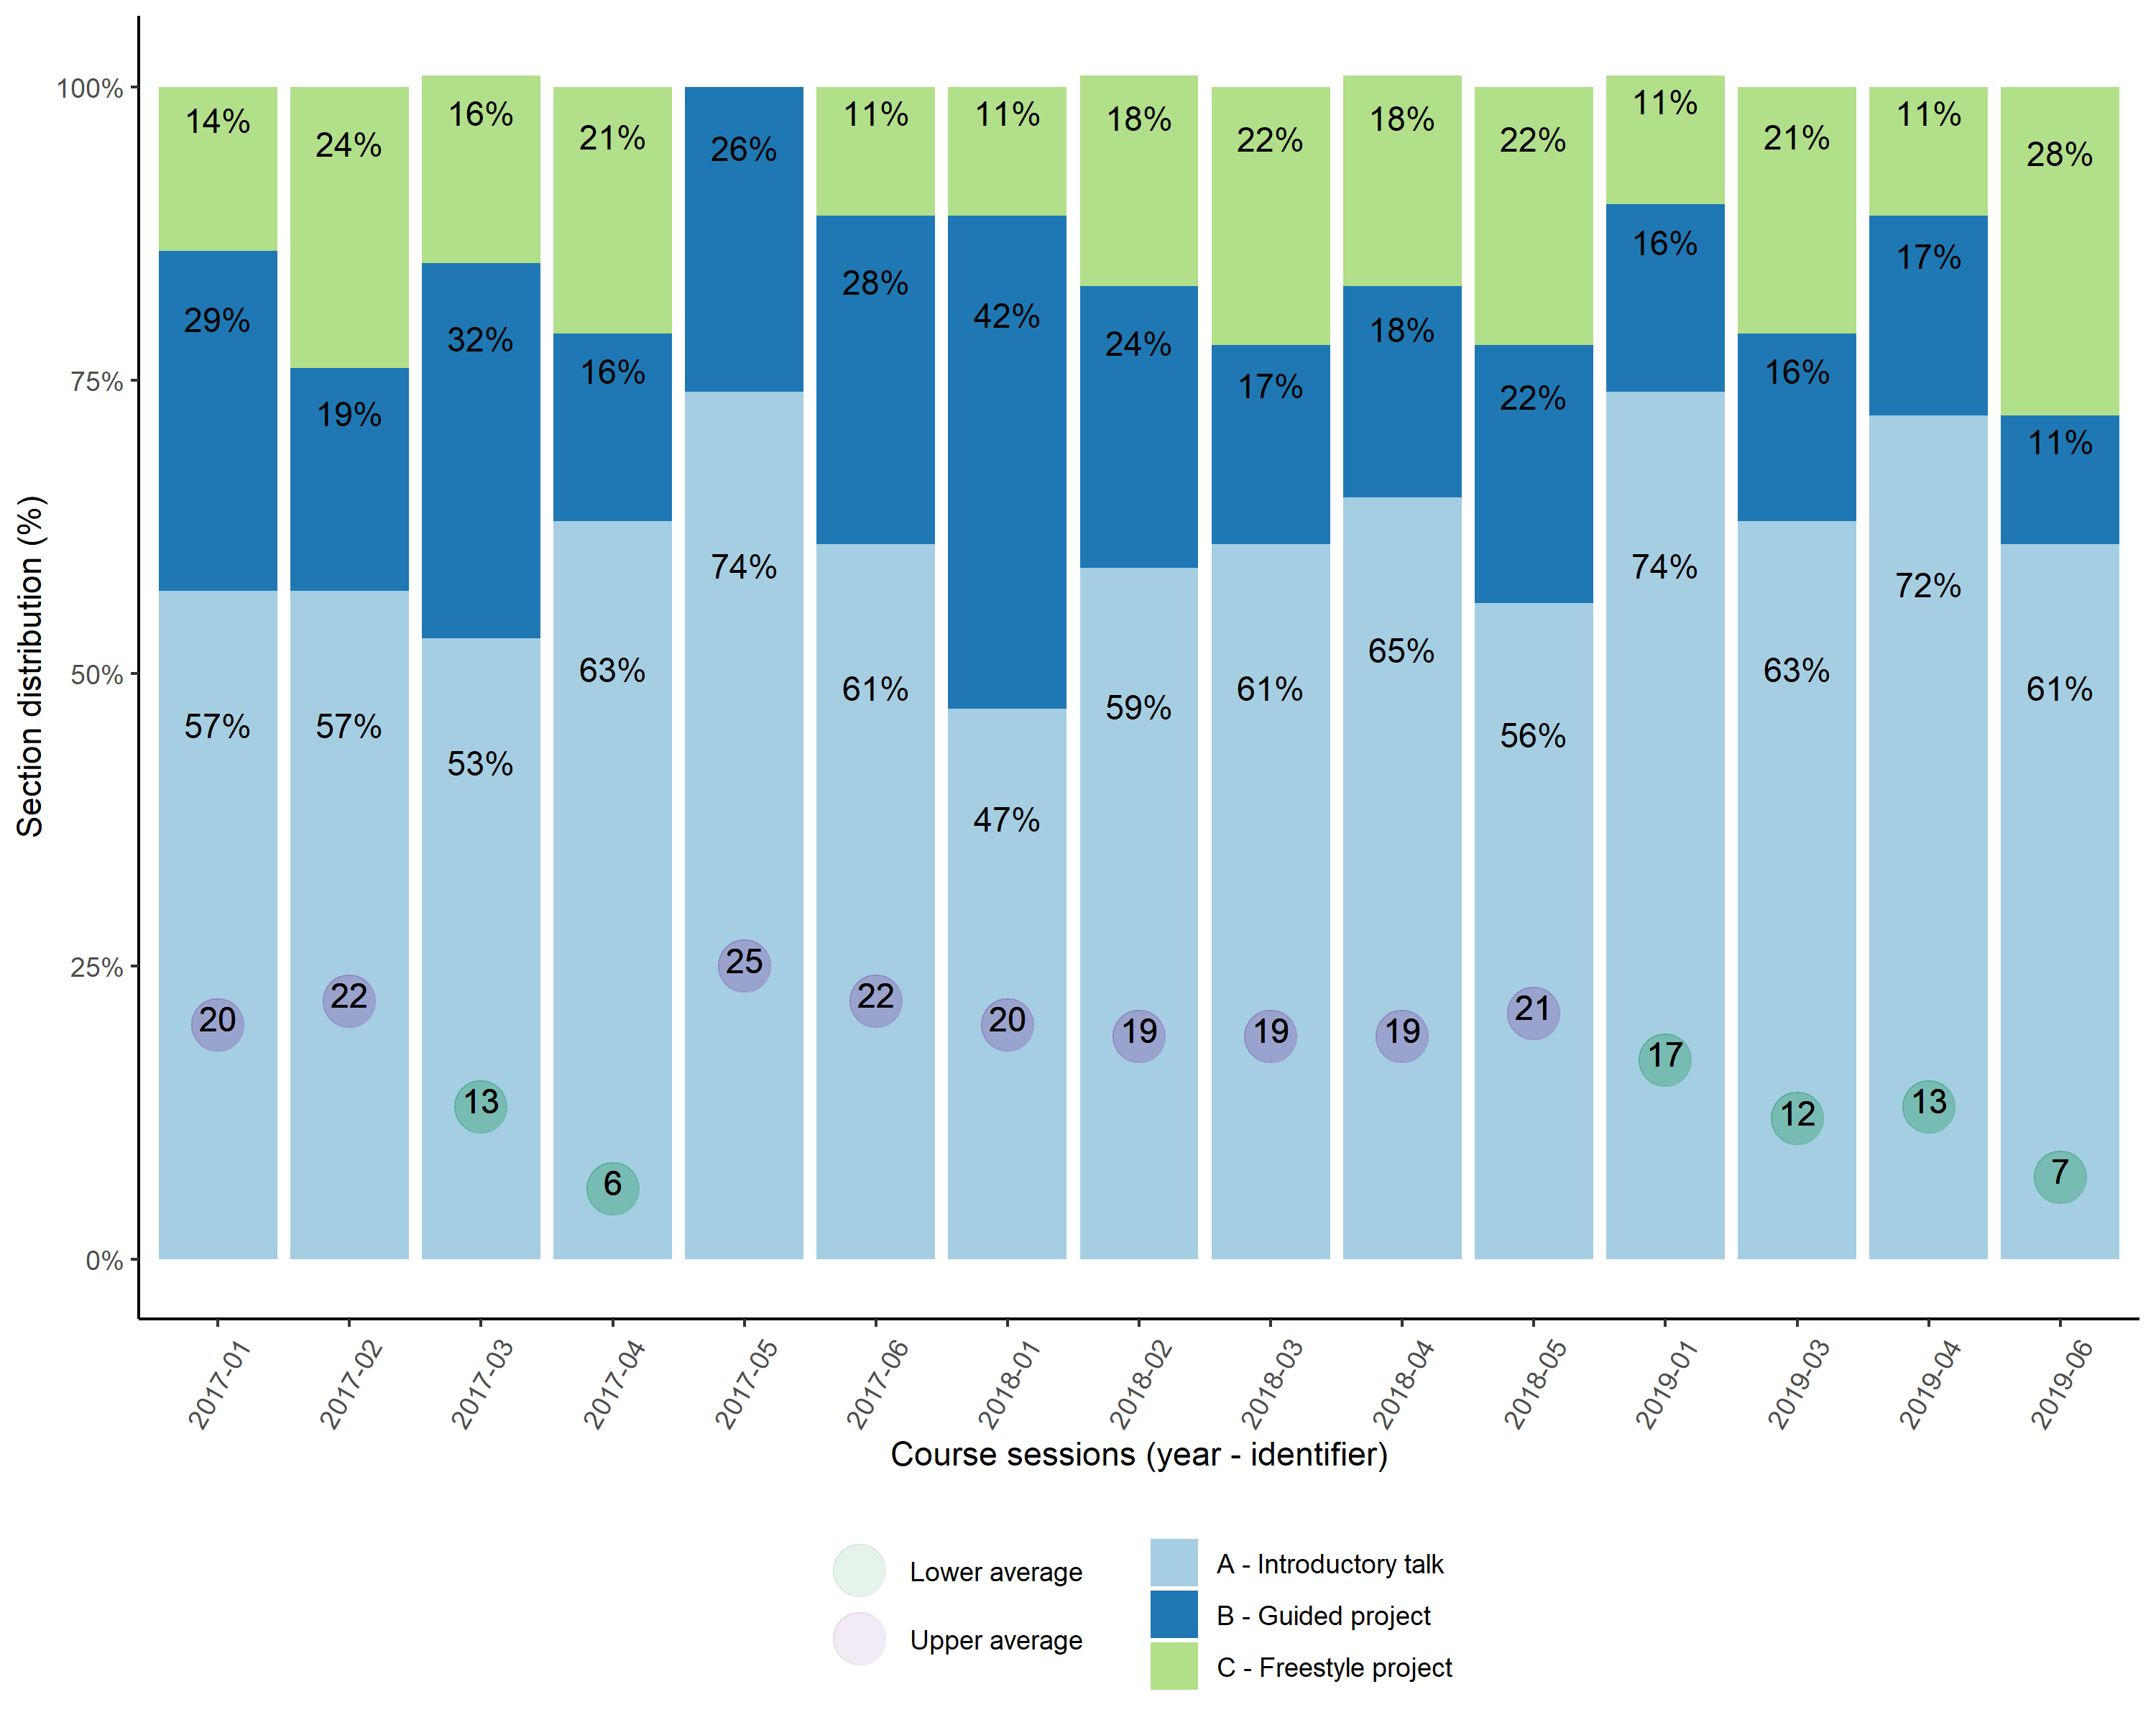 Section distribution (%)
100%
75%
50%
25%
0%
14% 24% 16% 21% 26% 11% 11% 18% 22% 18% 22% 11% 21% 11% 28%
29% 19% 32% 16% 74% 28% 42% 24% 17% 18% 22% 16% 16% 17% 11%
57% 57% 53% 63% 61% 47% 59% 61% 65% 56% 74% 63% 72% 61%
20 22 13 6 25 22 20 19 19 19 21 17 12 13 7
2017-01 2017-02 2017-03 2017-04 2017-05 2017-06 2018-01 2018-02 2018-03 2018-04 2018-05 2019-01 2019-03 2019-04 2019-06
Course sessions (year - identifier)
Lower average
Upper average
A - Introductory talk
B - Guided project
C - Freestyle project